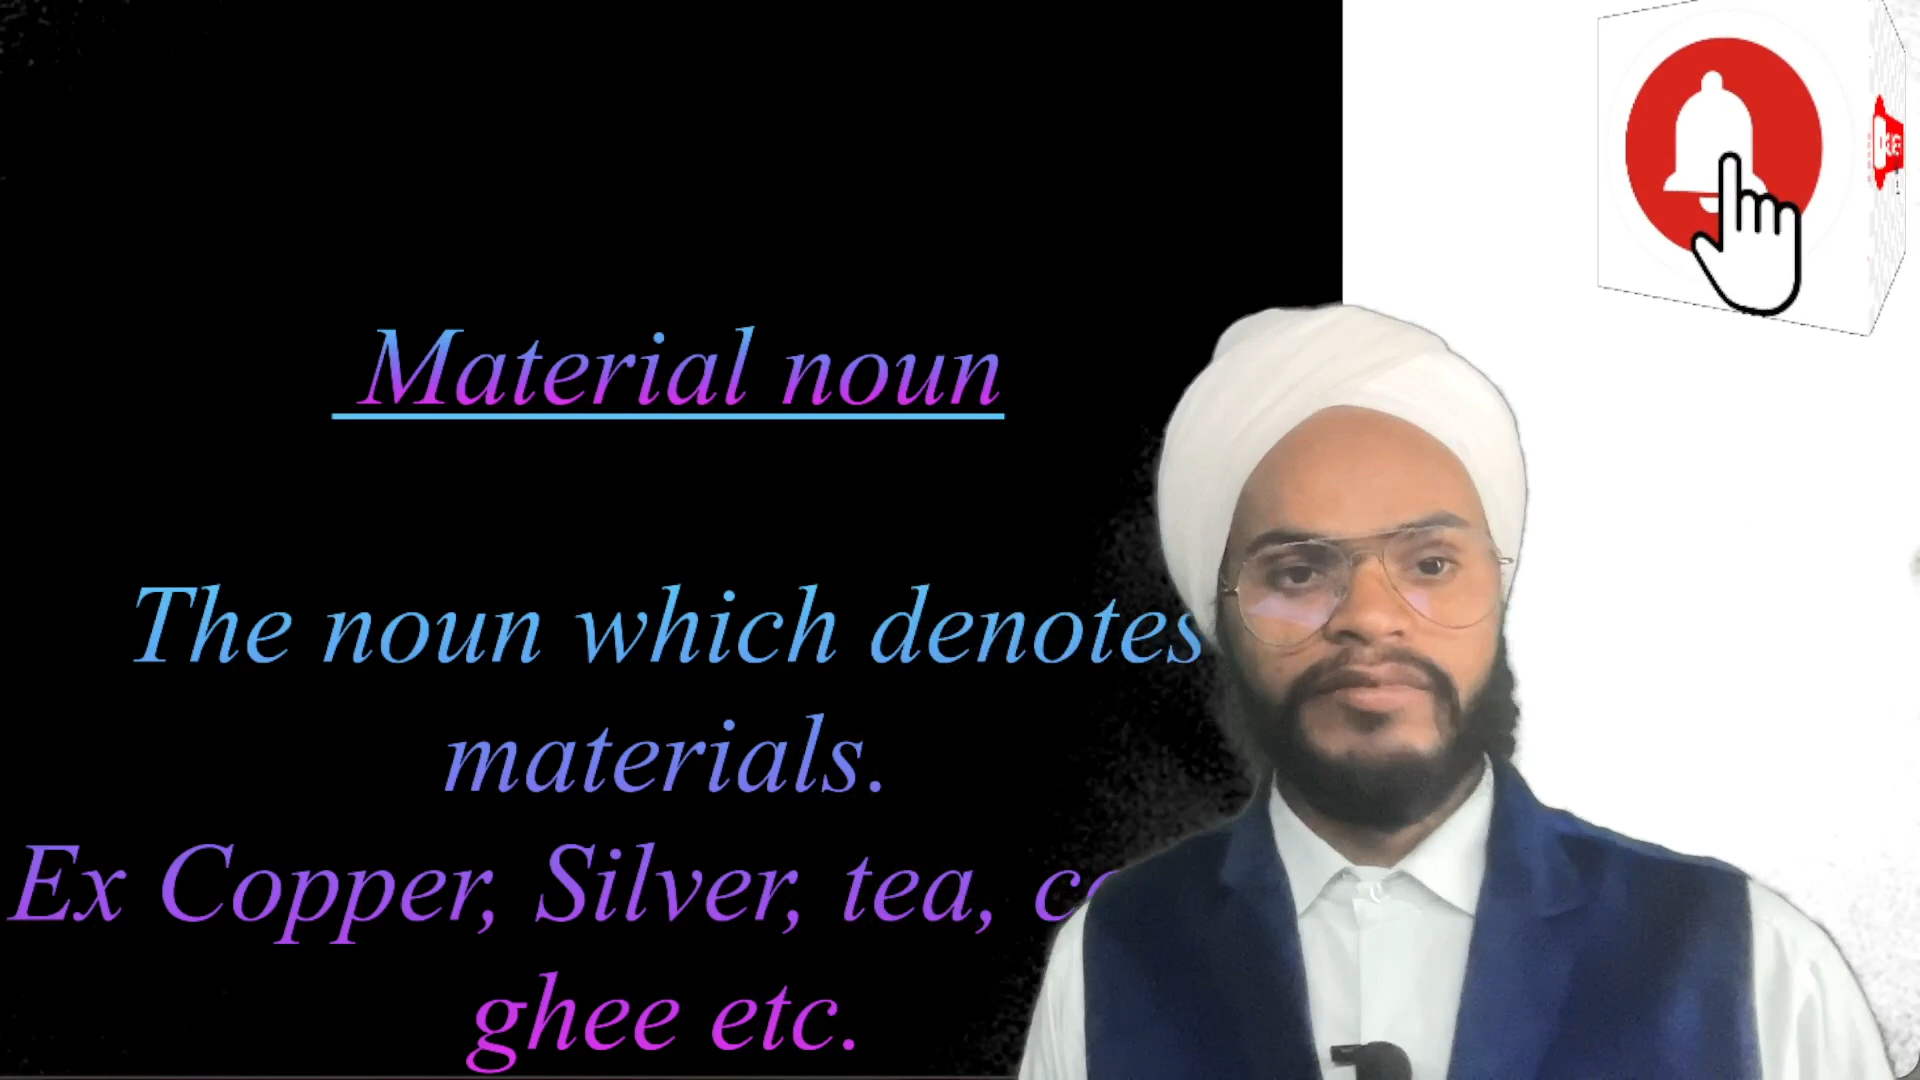 Material noun
The noun which denotes
materials.
Ex Copper, Silver, tea,
ghee etc.